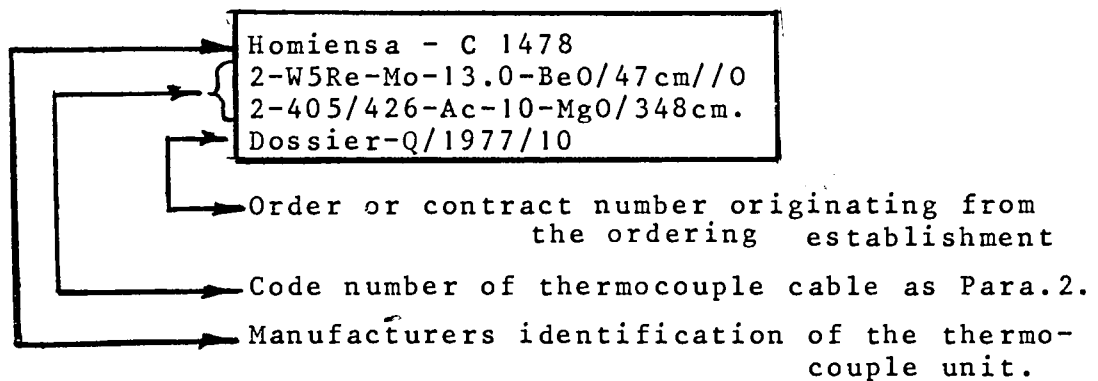 Homiensa - C 1478
2-W5Re-Mo-13.0-BeO/47cm//O
2-405/426-Ac-10-MgO/348cm.
Dossier-Q/1977/10
Order or contract number originating from
the ordering establishment
Code number of thermocouple cable as Para.2.
Manufacturers identification of the thermo-
couple unit.